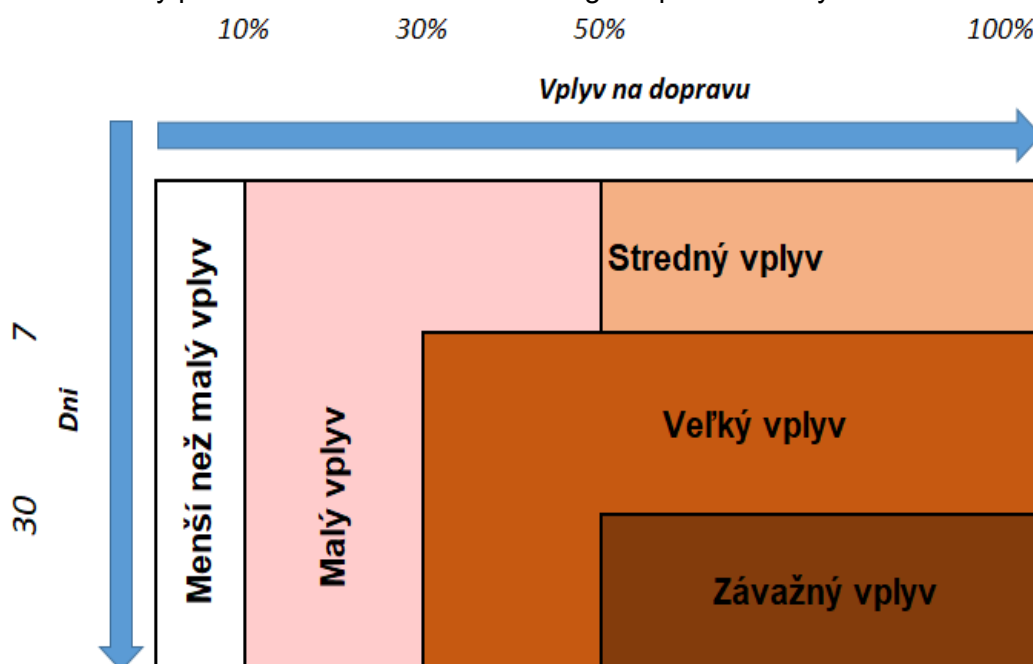 10% 30% 50% 100%
Vplyv na dopravu
Stredný vplyv
7
Dni
30
Menší než malý vplyv
Malý vplyv
Veľký vplyv
Závažný vplyv